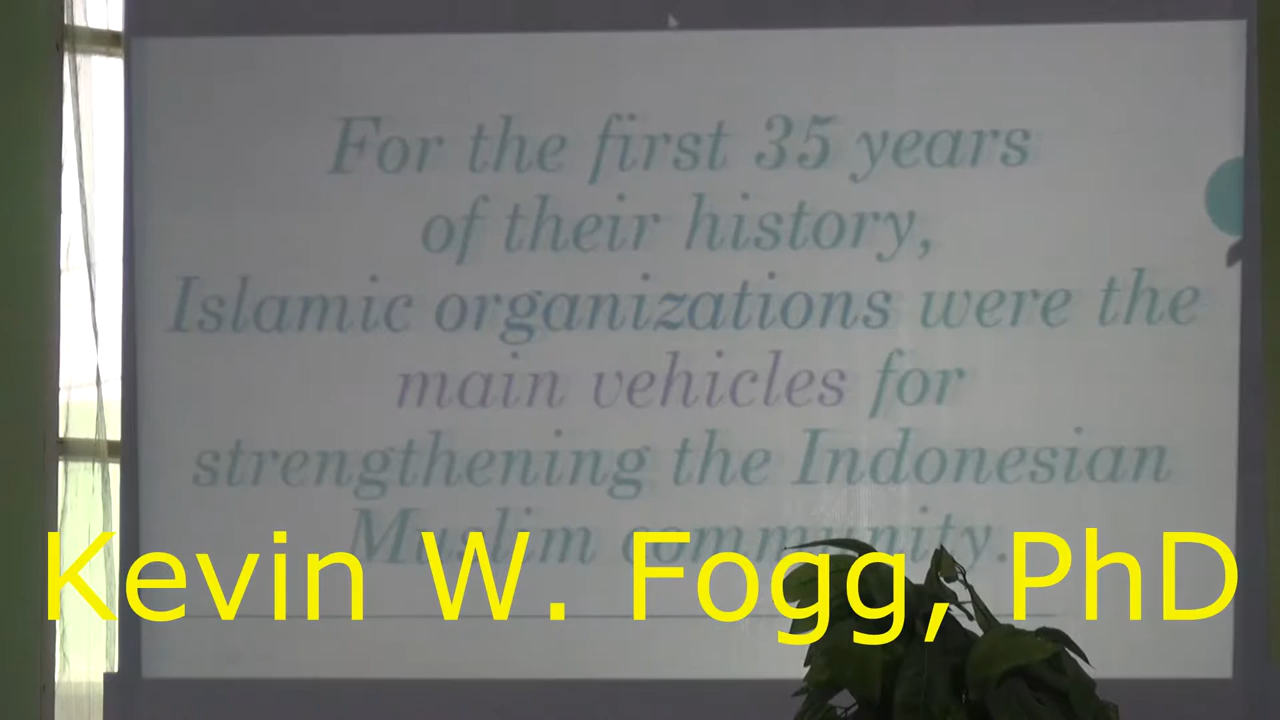 For the first 35 years
of their history,
Islamic organizations were the
main vehicles for
strengthening the Indonesian
Muslim community.
Kevin W. Fogg, PhD